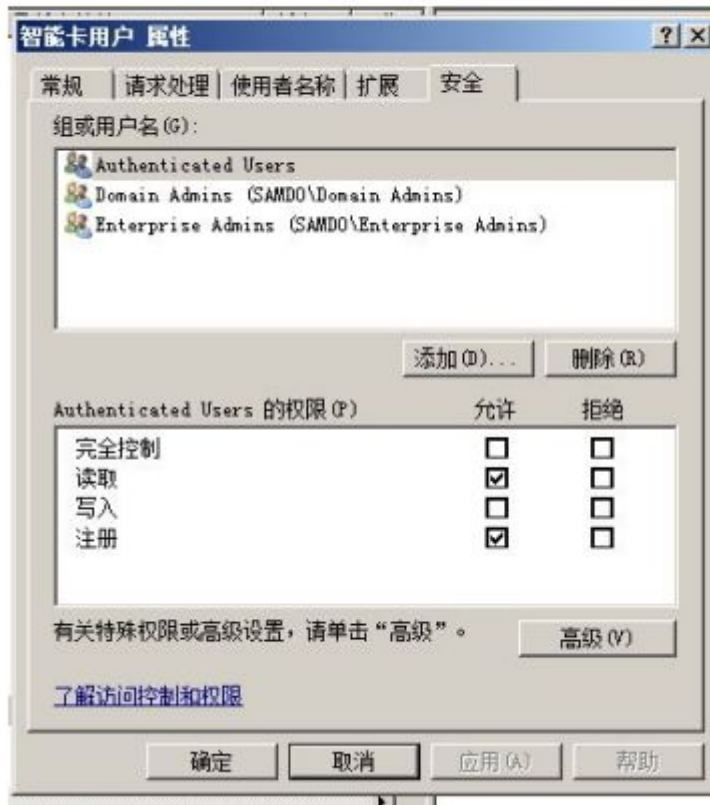 智能卡用户 属性
常规 请求处理 使用者名称 扩展 安全
组或用户名(G):
Authenticated Users
Domain Admins (SAMDO\Domain Admins)
Enterprise Admins (SAMDO\Enterprise Admins)
添加(D)... 删除(R)
Authenticated Users 的权限(P) 允许 拒绝
完全控制
读取
写入
注册
有关特殊权限或高级设置，请单击“高级”。 高级(V)
了解访问控制和权限
确定 取消 应用(A) 帮助